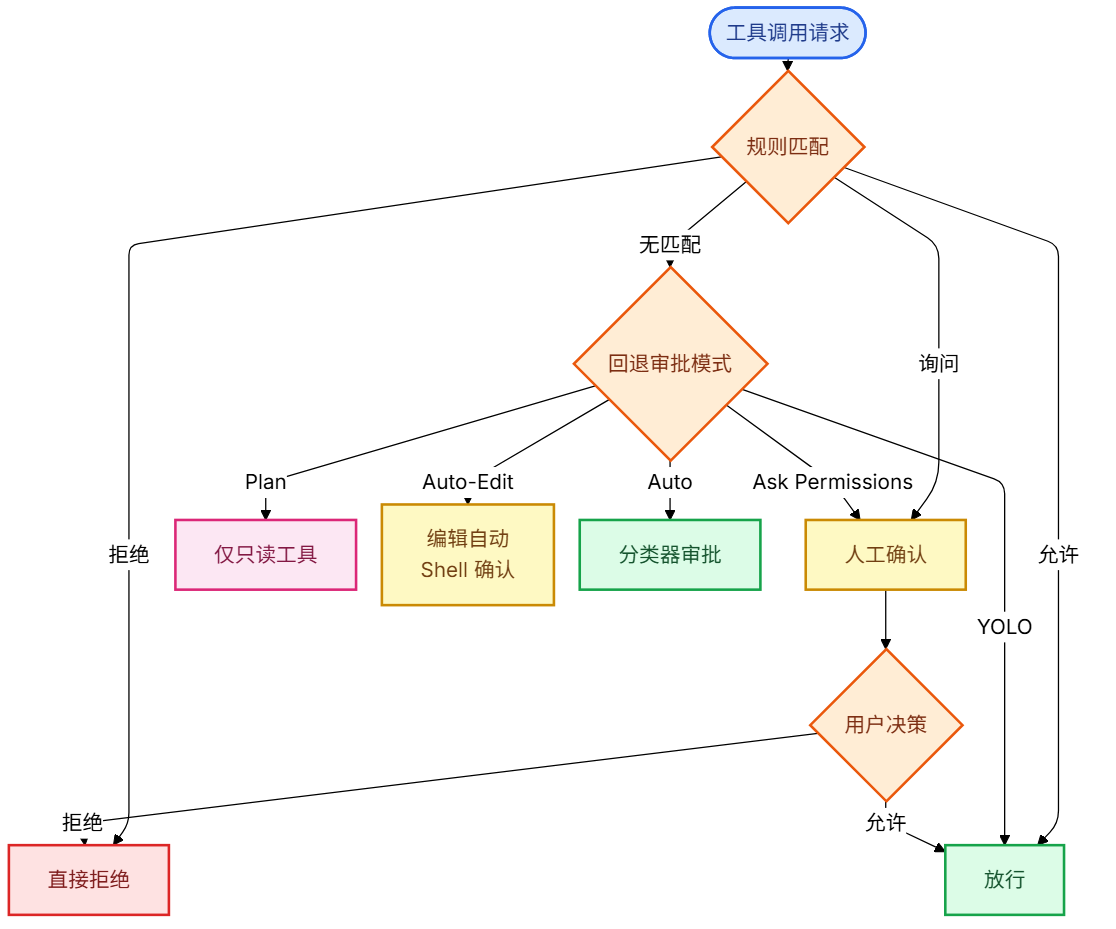 工具调用请求
规则匹配
无匹配
回退审批模式
询问
Plan
Auto-Edit
Auto
Ask Permissions
仅只读工具
编辑自动
Shell 确认
分类器审批
人工确认
拒绝
允许
YOLO
用户决策
拒绝
允许
直接拒绝
放行